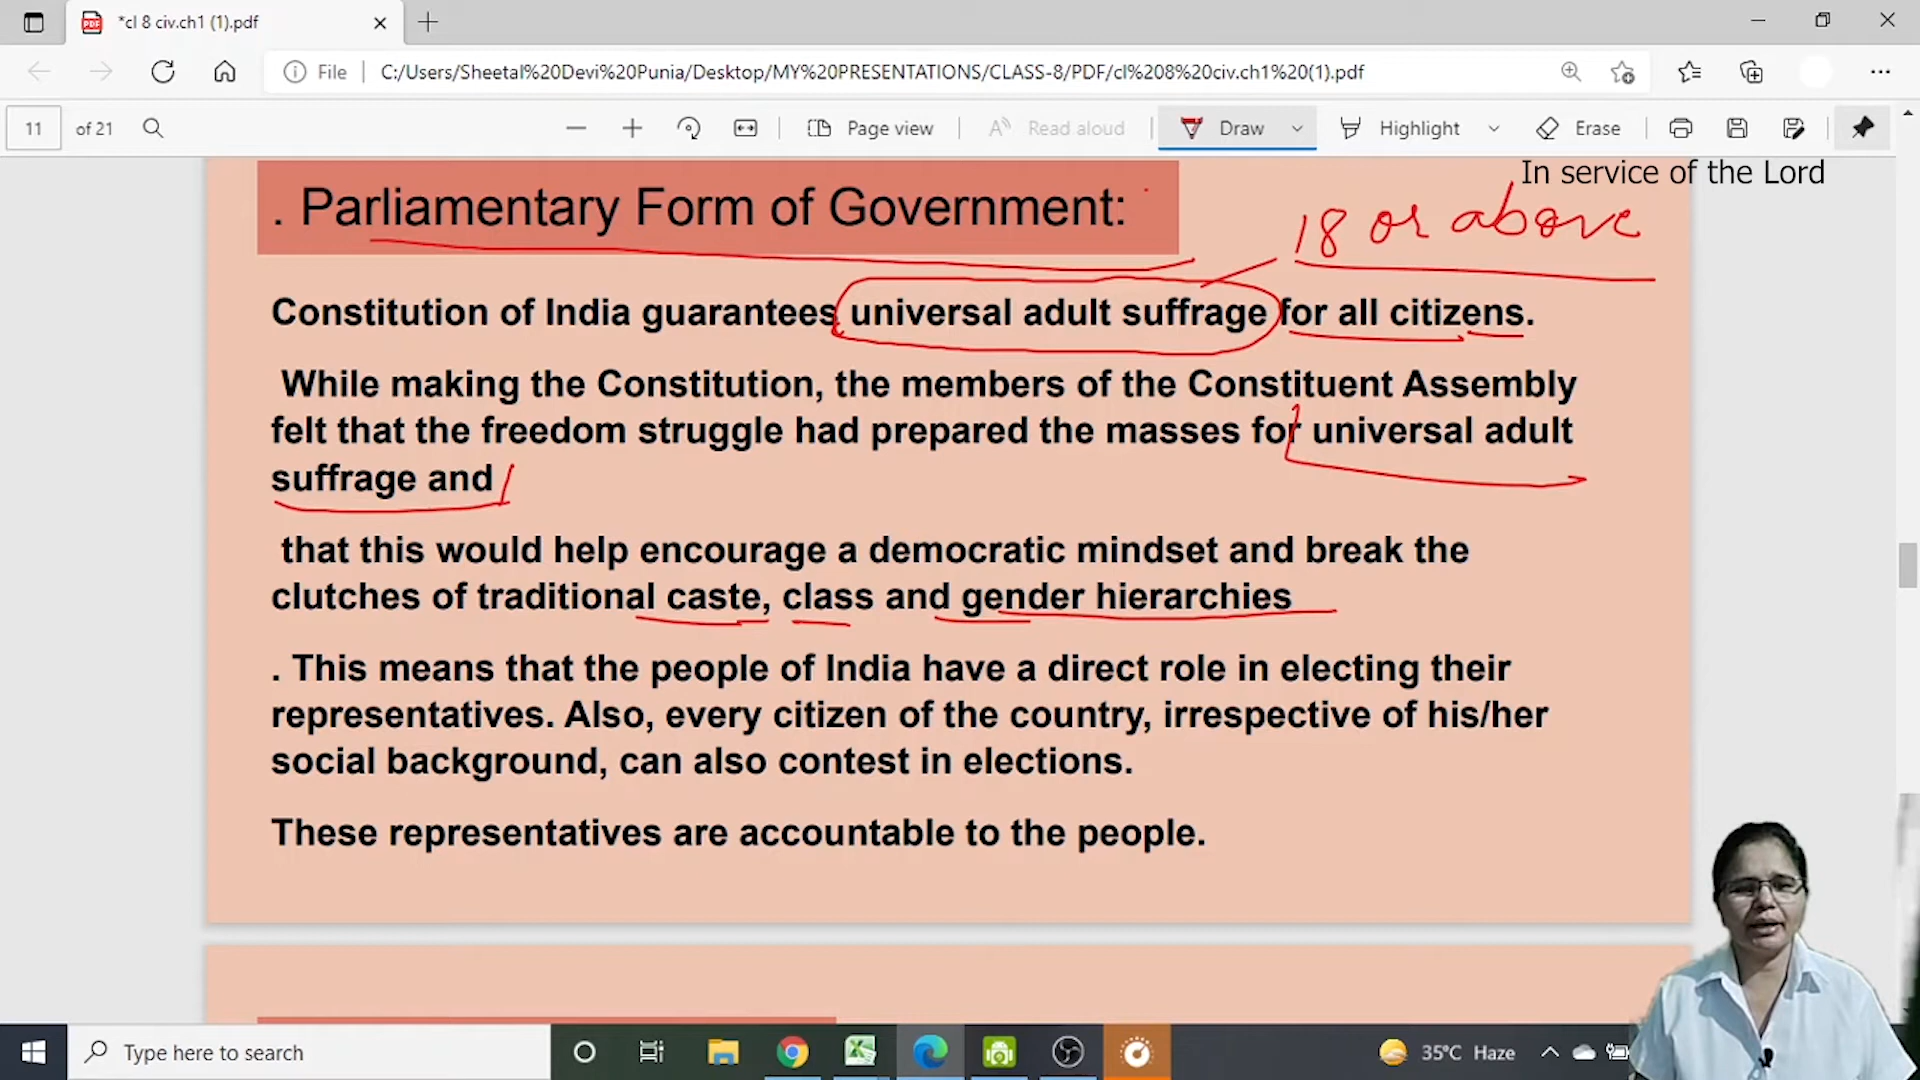 *cl 8 civ.ch1 (1).pdf
File
C:/Users/Sheetal%20Devi%20Punia/Desktop/MY%20PRESENTATIONS/CLASS-8/PDF/cl%208%20civ.ch1%20(1).pdf
11 of 21
Page view
Read aloud
Draw
Highlight
Erase
In service of the Lord
. Parliamentary Form of Government:
18 or above
Constitution of India guarantees universal adult suffrage for all citizens.
While making the Constitution, the members of the Constituent Assembly
felt that the freedom struggle had prepared the masses for universal adult
suffrage and
that this would help encourage a democratic mindset and break the
clutches of traditional caste, class and gender hierarchies
. This means that the people of India have a direct role in electing their
representatives. Also, every citizen of the country, irrespective of his/her
social background, can also contest in elections.
These representatives are accountable to the people.
Type here to search
35°C Haze